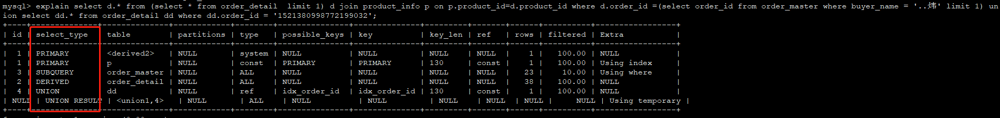 mysql> explain select d.* from (select * from order_detail  limit 1) d join product_info p on p.product_id=d.product_id where d.order_id =(select order_id from order_master where buyer_name = '..炜' limit 1) un
ion select dd.* from order_detail dd where dd.order_id = '1521380998772199032';
+----+--------------+--------------+------------+--------+---------------+--------------+---------+-------+------+----------+-----------------+
| id | select_type | table | partitions | type | possible_keys | key | key_len | ref | rows | filtered | Extra |
+----+--------------+--------------+------------+--------+---------------+--------------+---------+-------+------+----------+-----------------+
| 1 | PRIMARY | <derived2> | NULL | system | NULL | NULL | NULL | NULL | 1 | 100.00 | NULL |
| 1 | PRIMARY | p | NULL | const | PRIMARY | PRIMARY | 130 | const | 1 | 100.00 | Using index |
| 3 | SUBQUERY | order_master | NULL | ALL | NULL | NULL | NULL | NULL | 23 | 10.00 | Using where |
| 2 | DERIVED | order_detail | NULL | ALL | NULL | NULL | NULL | NULL | 38 | 100.00 | NULL |
| 4 | UNION | dd | NULL | ref | idx_order_id | idx_order_id | 130 | const | 1 | 100.00 | NULL |
| NULL | UNION RESULT | <union1,4> | NULL | ALL | NULL | NULL | NULL | NULL | NULL | NULL | Using temporary |
+----+--------------+--------------+------------+--------+---------------+--------------+---------+-------+------+----------+-----------------+